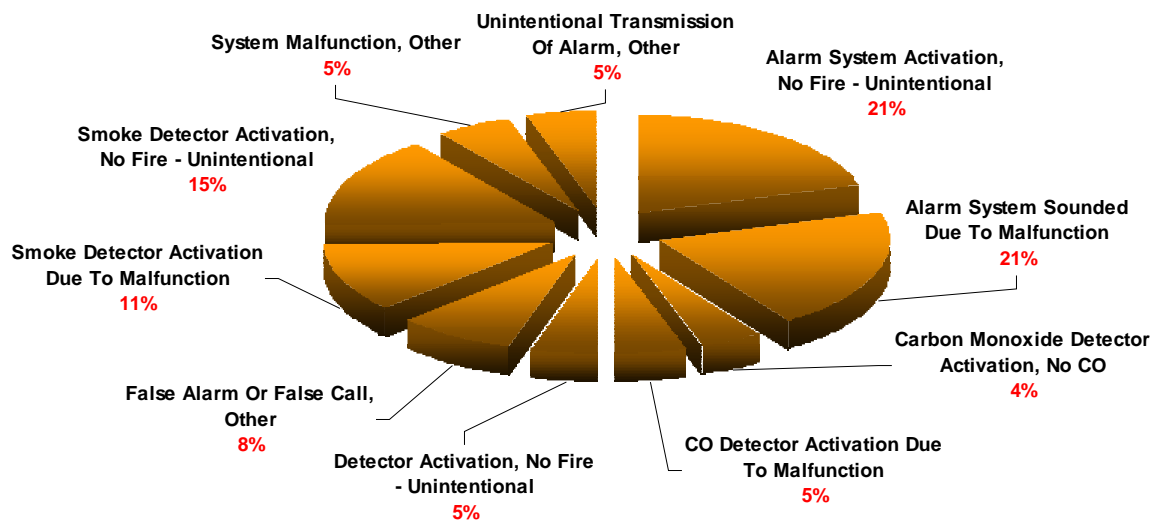 Unintentional Transmission
Of Alarm, Other
5%
System Malfunction, Other
5%
Alarm System Activation,
No Fire - Unintentional
21%
Smoke Detector Activation,
No Fire - Unintentional
15%
Alarm System Sounded
Due To Malfunction
21%
Smoke Detector Activation
Due To Malfunction
11%
Carbon Monoxide Detector
Activation, No CO
4%
False Alarm Or False Call,
Other
8%
CO Detector Activation Due
To Malfunction
5%
Detector Activation, No Fire
- Unintentional
5%